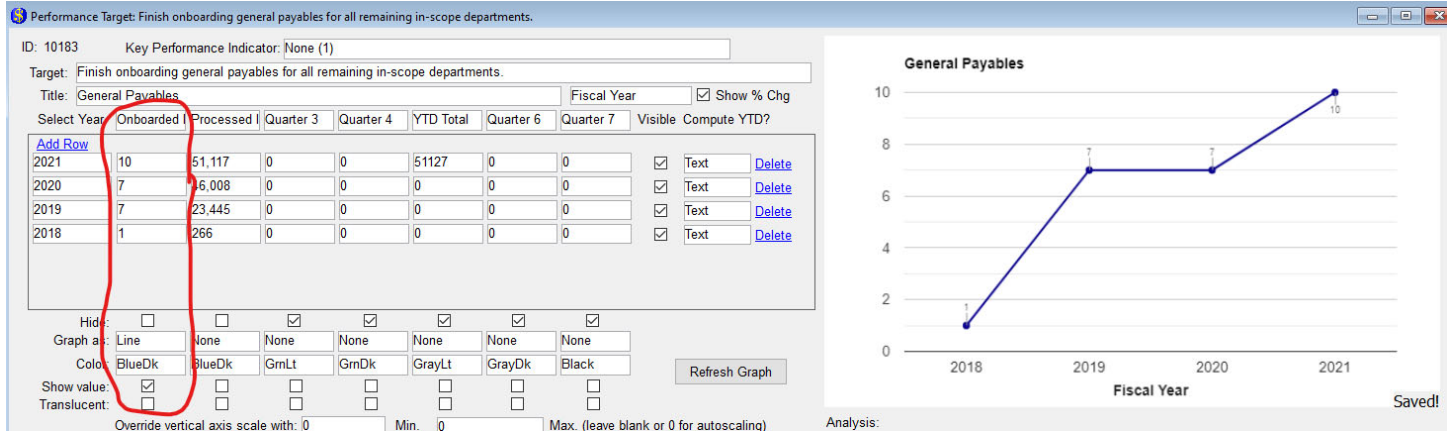 Performance Target: Finish onboarding general payables for all remaining in-scope departments.
ID: 10183 Key Performance Indicator: None (1)
Target: Finish onboarding general payables for all remaining in-scope departments.
Title: General Payables Fiscal Year Show % Chg
Select Year Onboarded Processed Quarter 3 Quarter 4 YTD Total Quarter 6 Quarter 7 Visible Compute YTD?
Add Row
2021 10 51,117 0 0 51127 0 0 Text Delete
2020 7 46,008 0 0 0 0 0 Text Delete
2019 7 23,445 0 0 0 0 0 Text Delete
2018 1 266 0 0 0 0 0 Text Delete
Hide:
Graph as: Line None None None None None None
Color: BlueDk BlueDk GrnLt GrnDk GrayLt GrayDk Black
Refresh Graph
Show value:
Translucent:
Override vertical axis scale with: 0 Min. 0 Max. (leave blank or 0 for autoscaling)
General Payables
10
8
6
4
2
0
1
7
7
10
2018 2019 2020 2021
Fiscal Year
Saved!
Analysis: